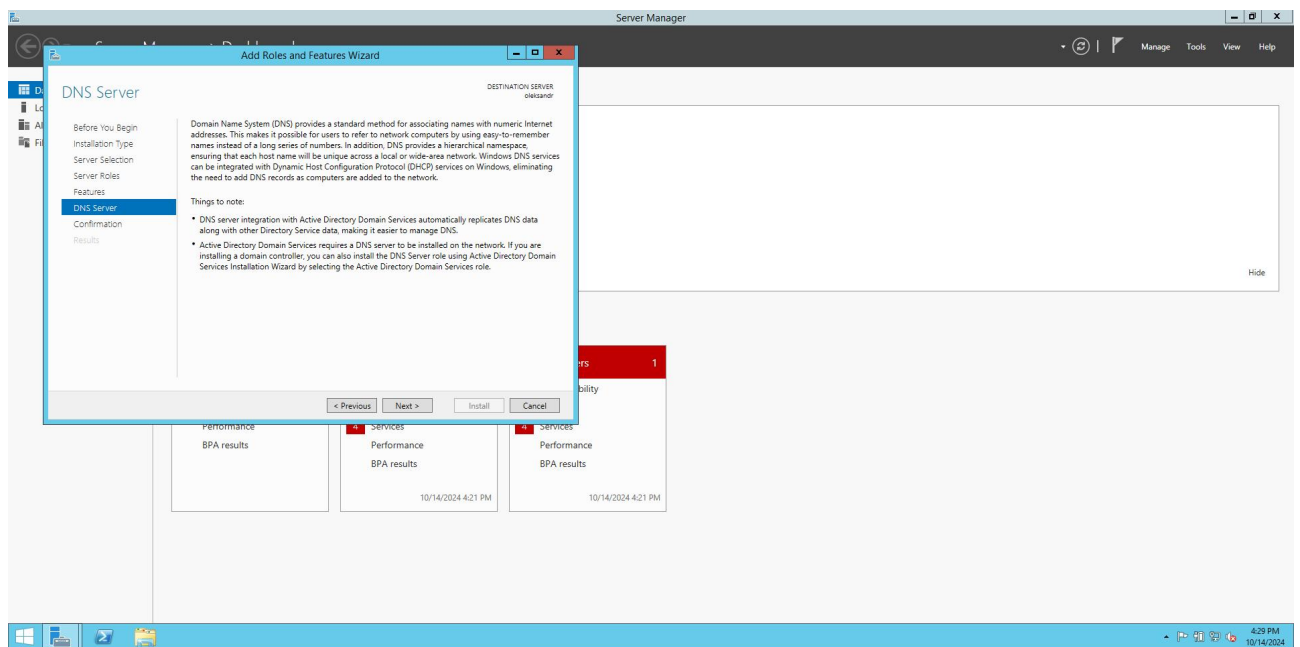 Server Manager
Manage Tools View Help
Add Roles and Features Wizard
DNS Server
DESTINATION SERVER
oleksandr
Before You Begin
Installation Type
Server Selection
Server Roles
Features
DNS Server
Confirmation
Results
Domain Name System (DNS) provides a standard method for associating names with numeric Internet
addresses. This makes it possible for users to refer to network computers by using easy-to-remember
names instead of a long series of numbers. In addition, DNS provides a hierarchical namespace,
ensuring that each host name will be unique across a local or wide-area network. Windows DNS services
can be integrated with Dynamic Host Configuration Protocol (DHCP) services on Windows, eliminating
the need to add DNS records as computers are added to the network.
Things to note:
• DNS server integration with Active Directory Domain Services automatically replicates DNS data
along with other Directory Service data, making it easier to manage DNS.
• Active Directory Domain Services requires a DNS server to be installed on the network. If you are
installing a domain controller, you can also install the DNS Server role using Active Directory Domain
Services Installation Wizard by selecting the Active Directory Domain Services role.
< Previous Next > Install Cancel
Hide
rs 1
bility
Performance
BPA results
4 Services
Performance
BPA results
10/14/2024 4:21 PM
4 Services
Performance
BPA results
10/14/2024 4:21 PM
4:29 PM
10/14/2024